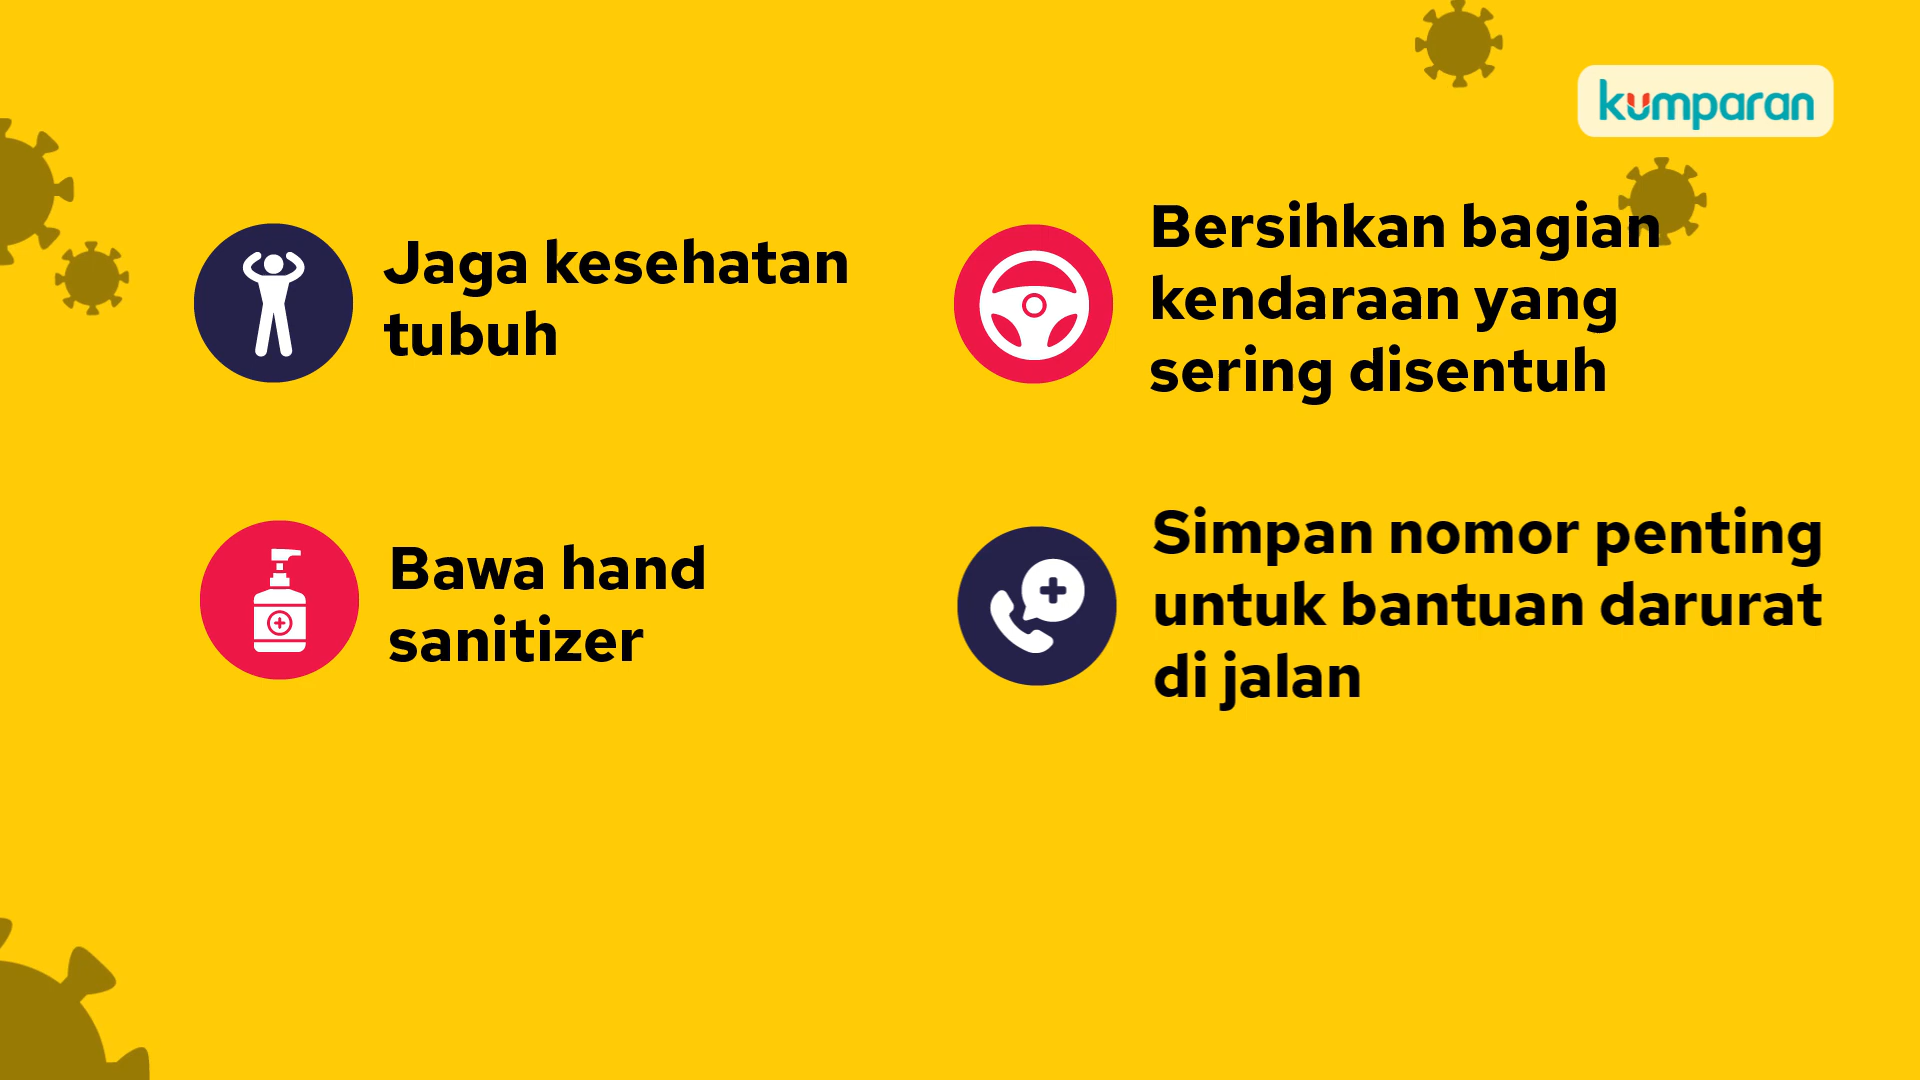 kumparan
Jaga kesehatan
tubuh
Bersihkan bagian
kendaraan yang
sering disentuh
Bawa hand
sanitizer
Simpan nomor penting
untuk bantuan darurat
di jalan